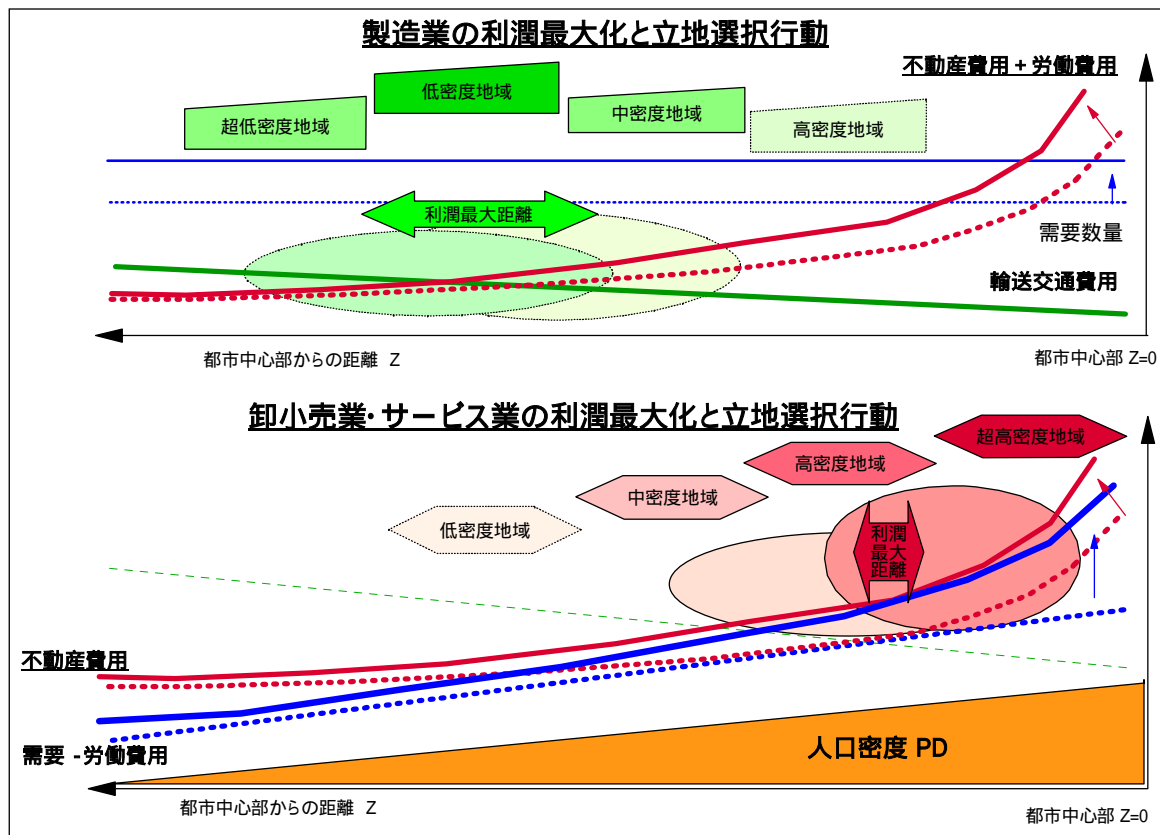 製造業の利潤最大化と立地選択行動
不動産費用+労働費用
低密度地域
超低密度地域
中密度地域
高密度地域
利潤最大距離
需要数量
輸送交通費用
都市中心部からの距離 Z
都市中心部 Z=0
卸小売業・サービス業の利潤最大化と立地選択行動
超高密度地域
高密度地域
中密度地域
低密度地域
利潤
最大
距離
不動産費用
需要 -労働費用
人口密度 PD
都市中心部からの距離 Z
都市中心部 Z=0